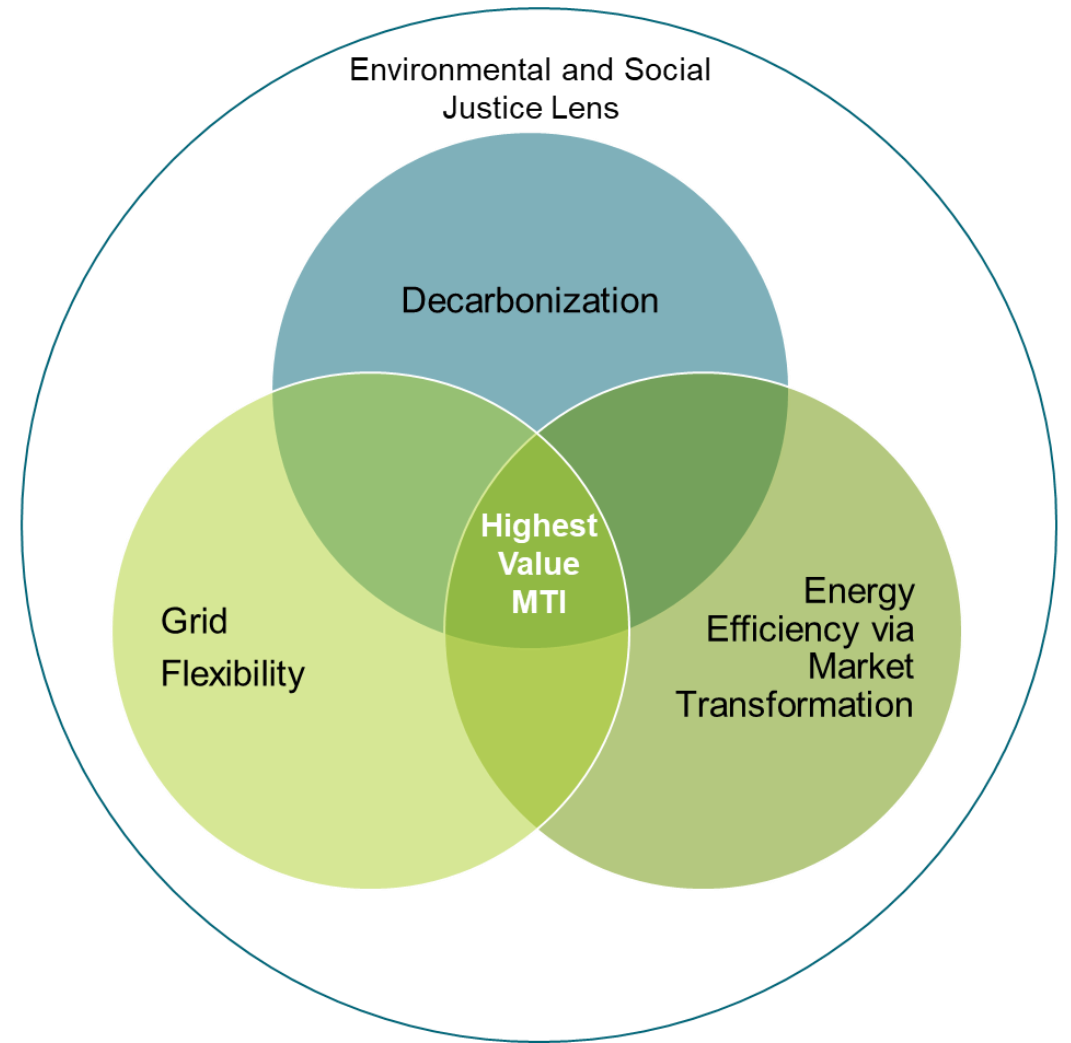 Environmental and Social
Justice Lens
Decarbonization
Highest
Value
MTI
Grid
Flexibility
Energy
Efficiency via
Market
Transformation